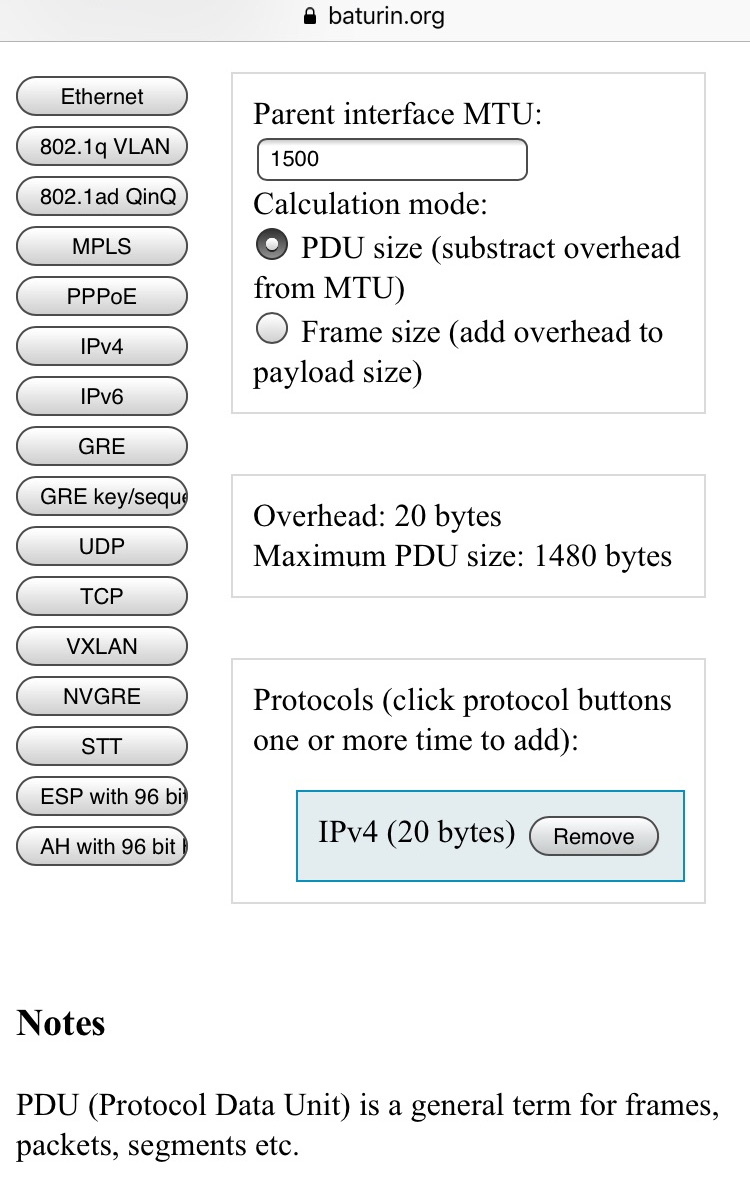 baturin.org
Ethernet
802.1q VLAN
802.1ad QinQ
MPLS
PPPoE
IPv4
IPv6
GRE
GRE key/seque
UDP
TCP
VXLAN
NVGRE
STT
ESP with 96 bit
AH with 96 bit
Parent interface MTU:
1500
Calculation mode:
PDU size (substract overhead
from MTU)
Frame size (add overhead to
payload size)
Overhead: 20 bytes
Maximum PDU size: 1480 bytes
Protocols (click protocol buttons
one or more time to add):
IPv4 (20 bytes) Remove
Notes
PDU (Protocol Data Unit) is a general term for frames,
packets, segments etc.